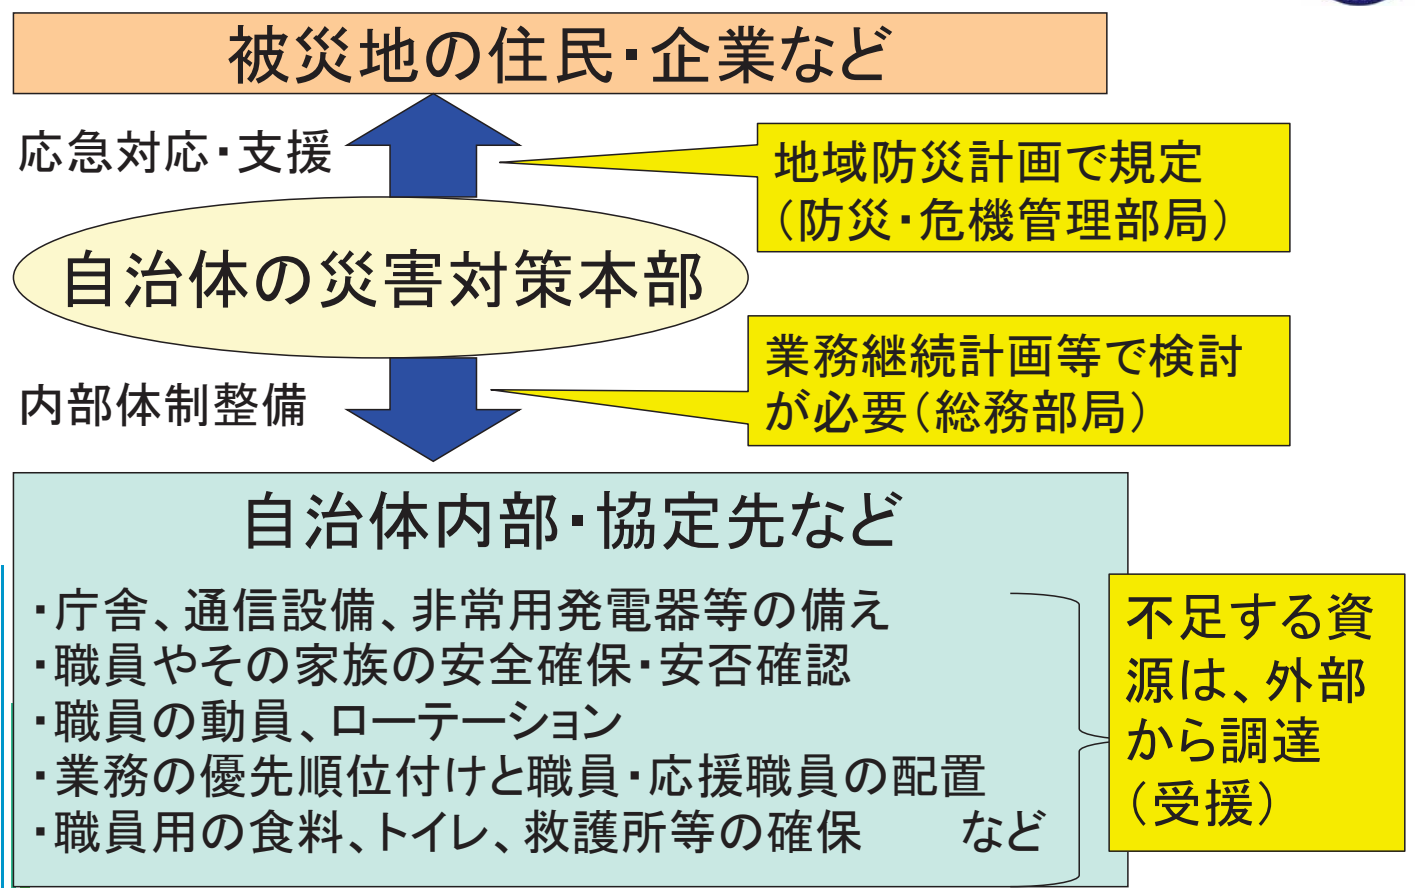 被災地の住民・企業など
応急対応・支援
地域防災計画で規定
（防災・危機管理部局）
自治体の災害対策本部
業務継続計画等で検討
が必要（総務部局）
内部体制整備
自治体内部・協定先など
・庁舎、通信設備、非常用発電器等の備え
・職員やその家族の安全確保・安否確認
・職員の動員、ローテーション
・業務の優先順位付けと職員・応援職員の配置
・職員用の食料、トイレ、救護所等の確保　　など
不足する資
源は、外部
から調達
（受援）